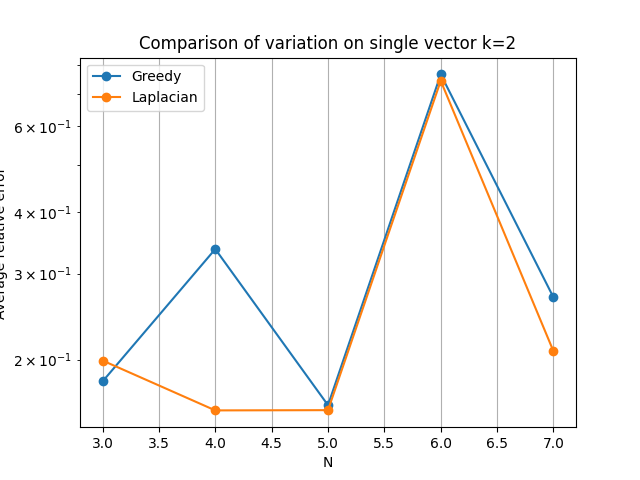 Comparison of variation on single vector k=2
Greedy
Laplacian
Average relative error
6 × 10⁻¹
4 × 10⁻¹
3 × 10⁻¹
2 × 10⁻¹
3.0 3.5 4.0 4.5 5.0 5.5 6.0 6.5 7.0
N